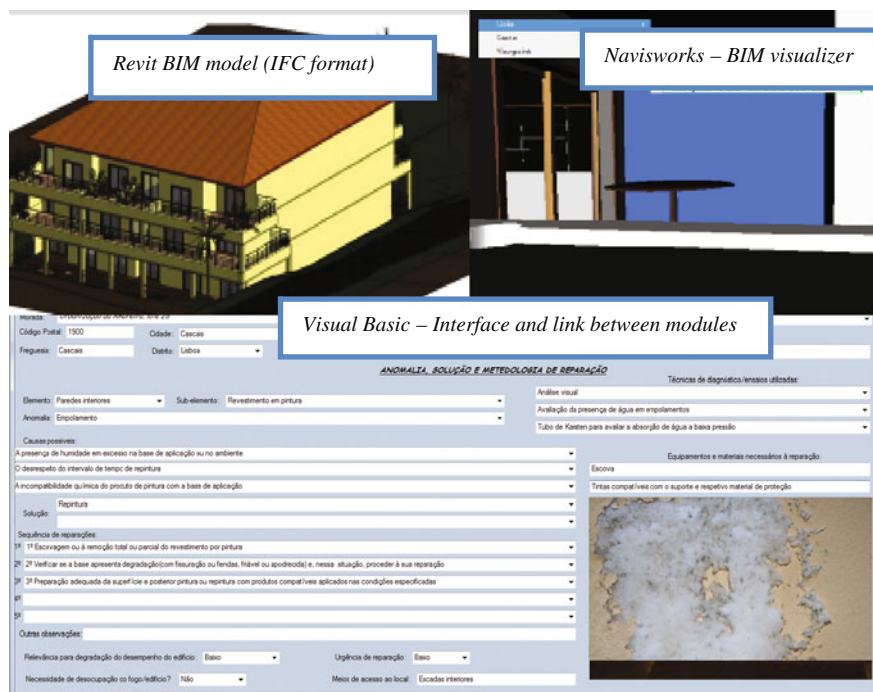 Revit BIM model (IFC format)
Links
Navisworks – BIM visualizer
Visual Basic – Interface and link between modules
Morada:
Código Postal: 1900 Cidade: Cascais
Freguesia: Cascais Distrito: Lisboa
ANOMALIA, SOLUÇÃO E METEDOLOGIA DE REPARAÇÃO
Técnicas de diagnóstico/ensaios utilizadas:
Elemento: Paredes interiores Sub-elemento: Revestimento em pintura
Análise visual
Anomalia: Empolamento
Avaliação da presença de água em empolamentos
Tubo de Karsten para avaliar a absorção de água a baixa pressão
Causas possíveis:
A presença de humidade em excesso na base de aplicação ou no ambiente
O desrespeito do intervalo de tempo de repintura
A incompatibilidade química do produto de pintura com a base de aplicação
Equipamentos e materiais necessários à reparação:
Escova
Tintas compatíveis com o suporte e respetivo material de proteção
Solução: Repintura
Sequência de reparações:
1º 1º Escovagem ou à remoção total ou parcial do revestimento por pintura
2º 2º Verificar se a base apresenta degradação(com fissuração ou fendas, friável ou apodrecida) e, nessa situação, proceder à sua reparação
3º 3º Preparação adequada da superfície e posterior pintura ou repintura com produtos compatíveis aplicados nas condições especificadas
4º
5º
Outras observações:
Relevância para degradação do desempenho do edifício: Baixo Urgência de reparação: Baixo
Necessidade de desocupação do fogo/edifício? Não Meios de acesso ao local: Escadas interiores